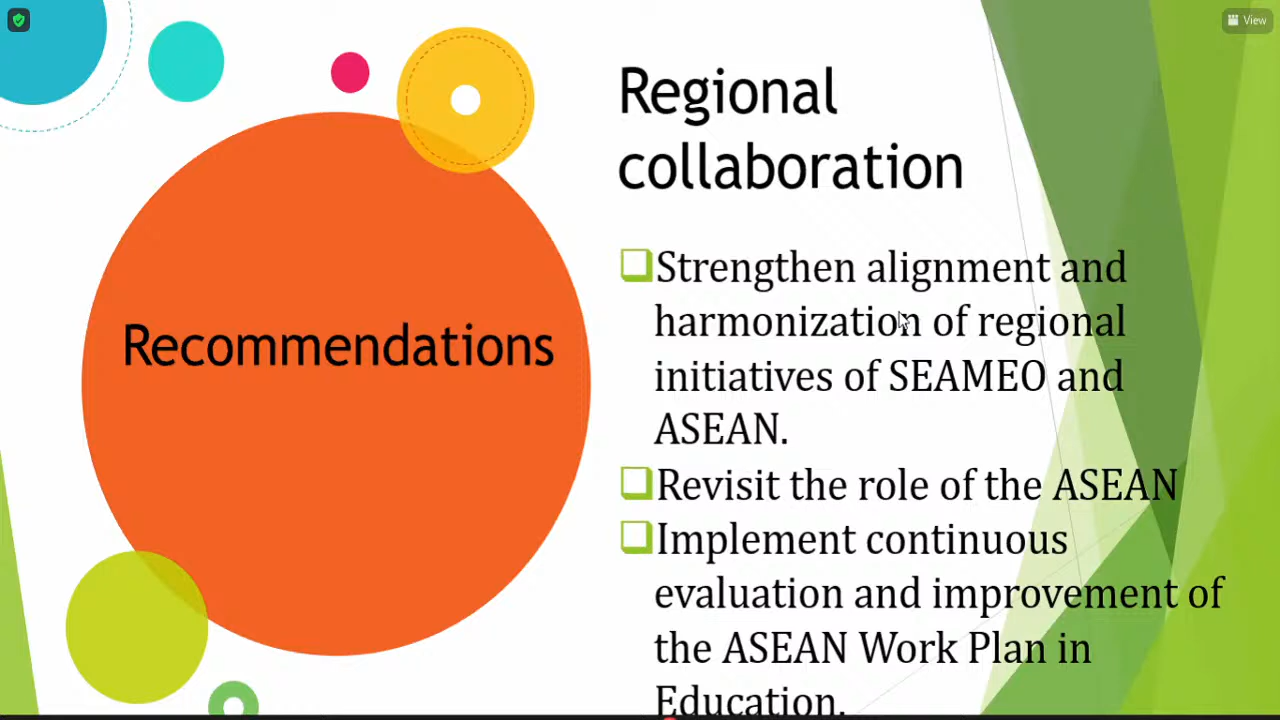 View
Regional
collaboration
Recommendations
❑Strengthen alignment and
harmonization of regional
initiatives of SEAMEO and
ASEAN.
❑Revisit the role of the ASEAN
❑Implement continuous
evaluation and improvement of
the ASEAN Work Plan in
Education.